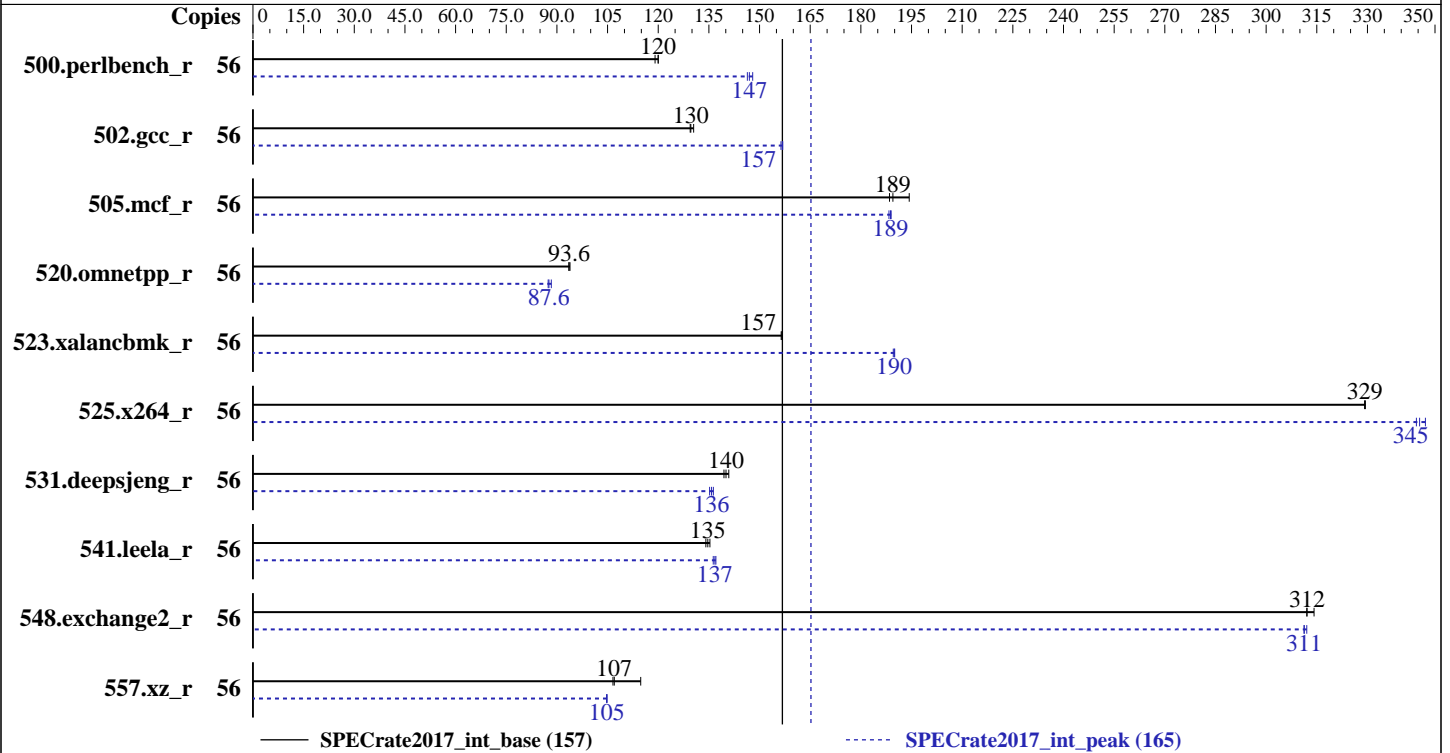 Copies 0 15.0 30.0 45.0 60.0 75.0 90.0 105 120 135 150 165 180 195 210 225 240 255 270 285 300 315 330 350
120
500.perlbench_r 56
147
130
502.gcc_r 56
157
189
505.mcf_r 56
189
93.6
520.omnetpp_r 56
87.6
157
523.xalancbmk_r 56
190
329
525.x264_r 56
345
140
531.deepsjeng_r 56
136
135
541.leela_r 56
137
312
548.exchange2_r 56
311
107
557.xz_r 56
105
SPECrate2017_int_base (157) SPECrate2017_int_peak (165)